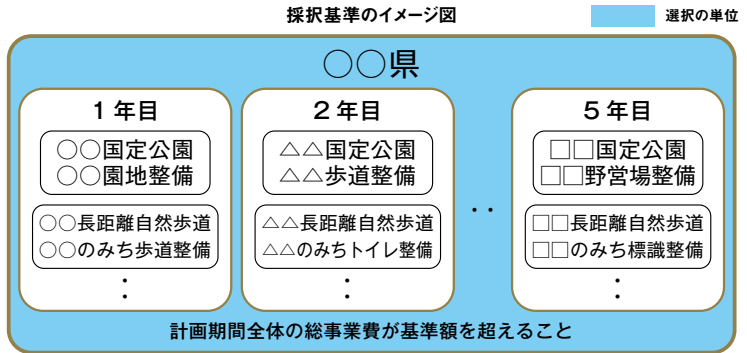 採択基準のイメージ図
選択の単位
○○県
1年目
○○国定公園
○○園地整備
○○長距離自然歩道
○○のみち歩道整備
：
2年目
△△国定公園
△△歩道整備
△△長距離自然歩道
△△のみちトイレ整備
：
・・
5年目
□□国定公園
□□野営場整備
□□長距離自然歩道
□□のみち標識整備
：
計画期間全体の総事業費が基準額を超えること